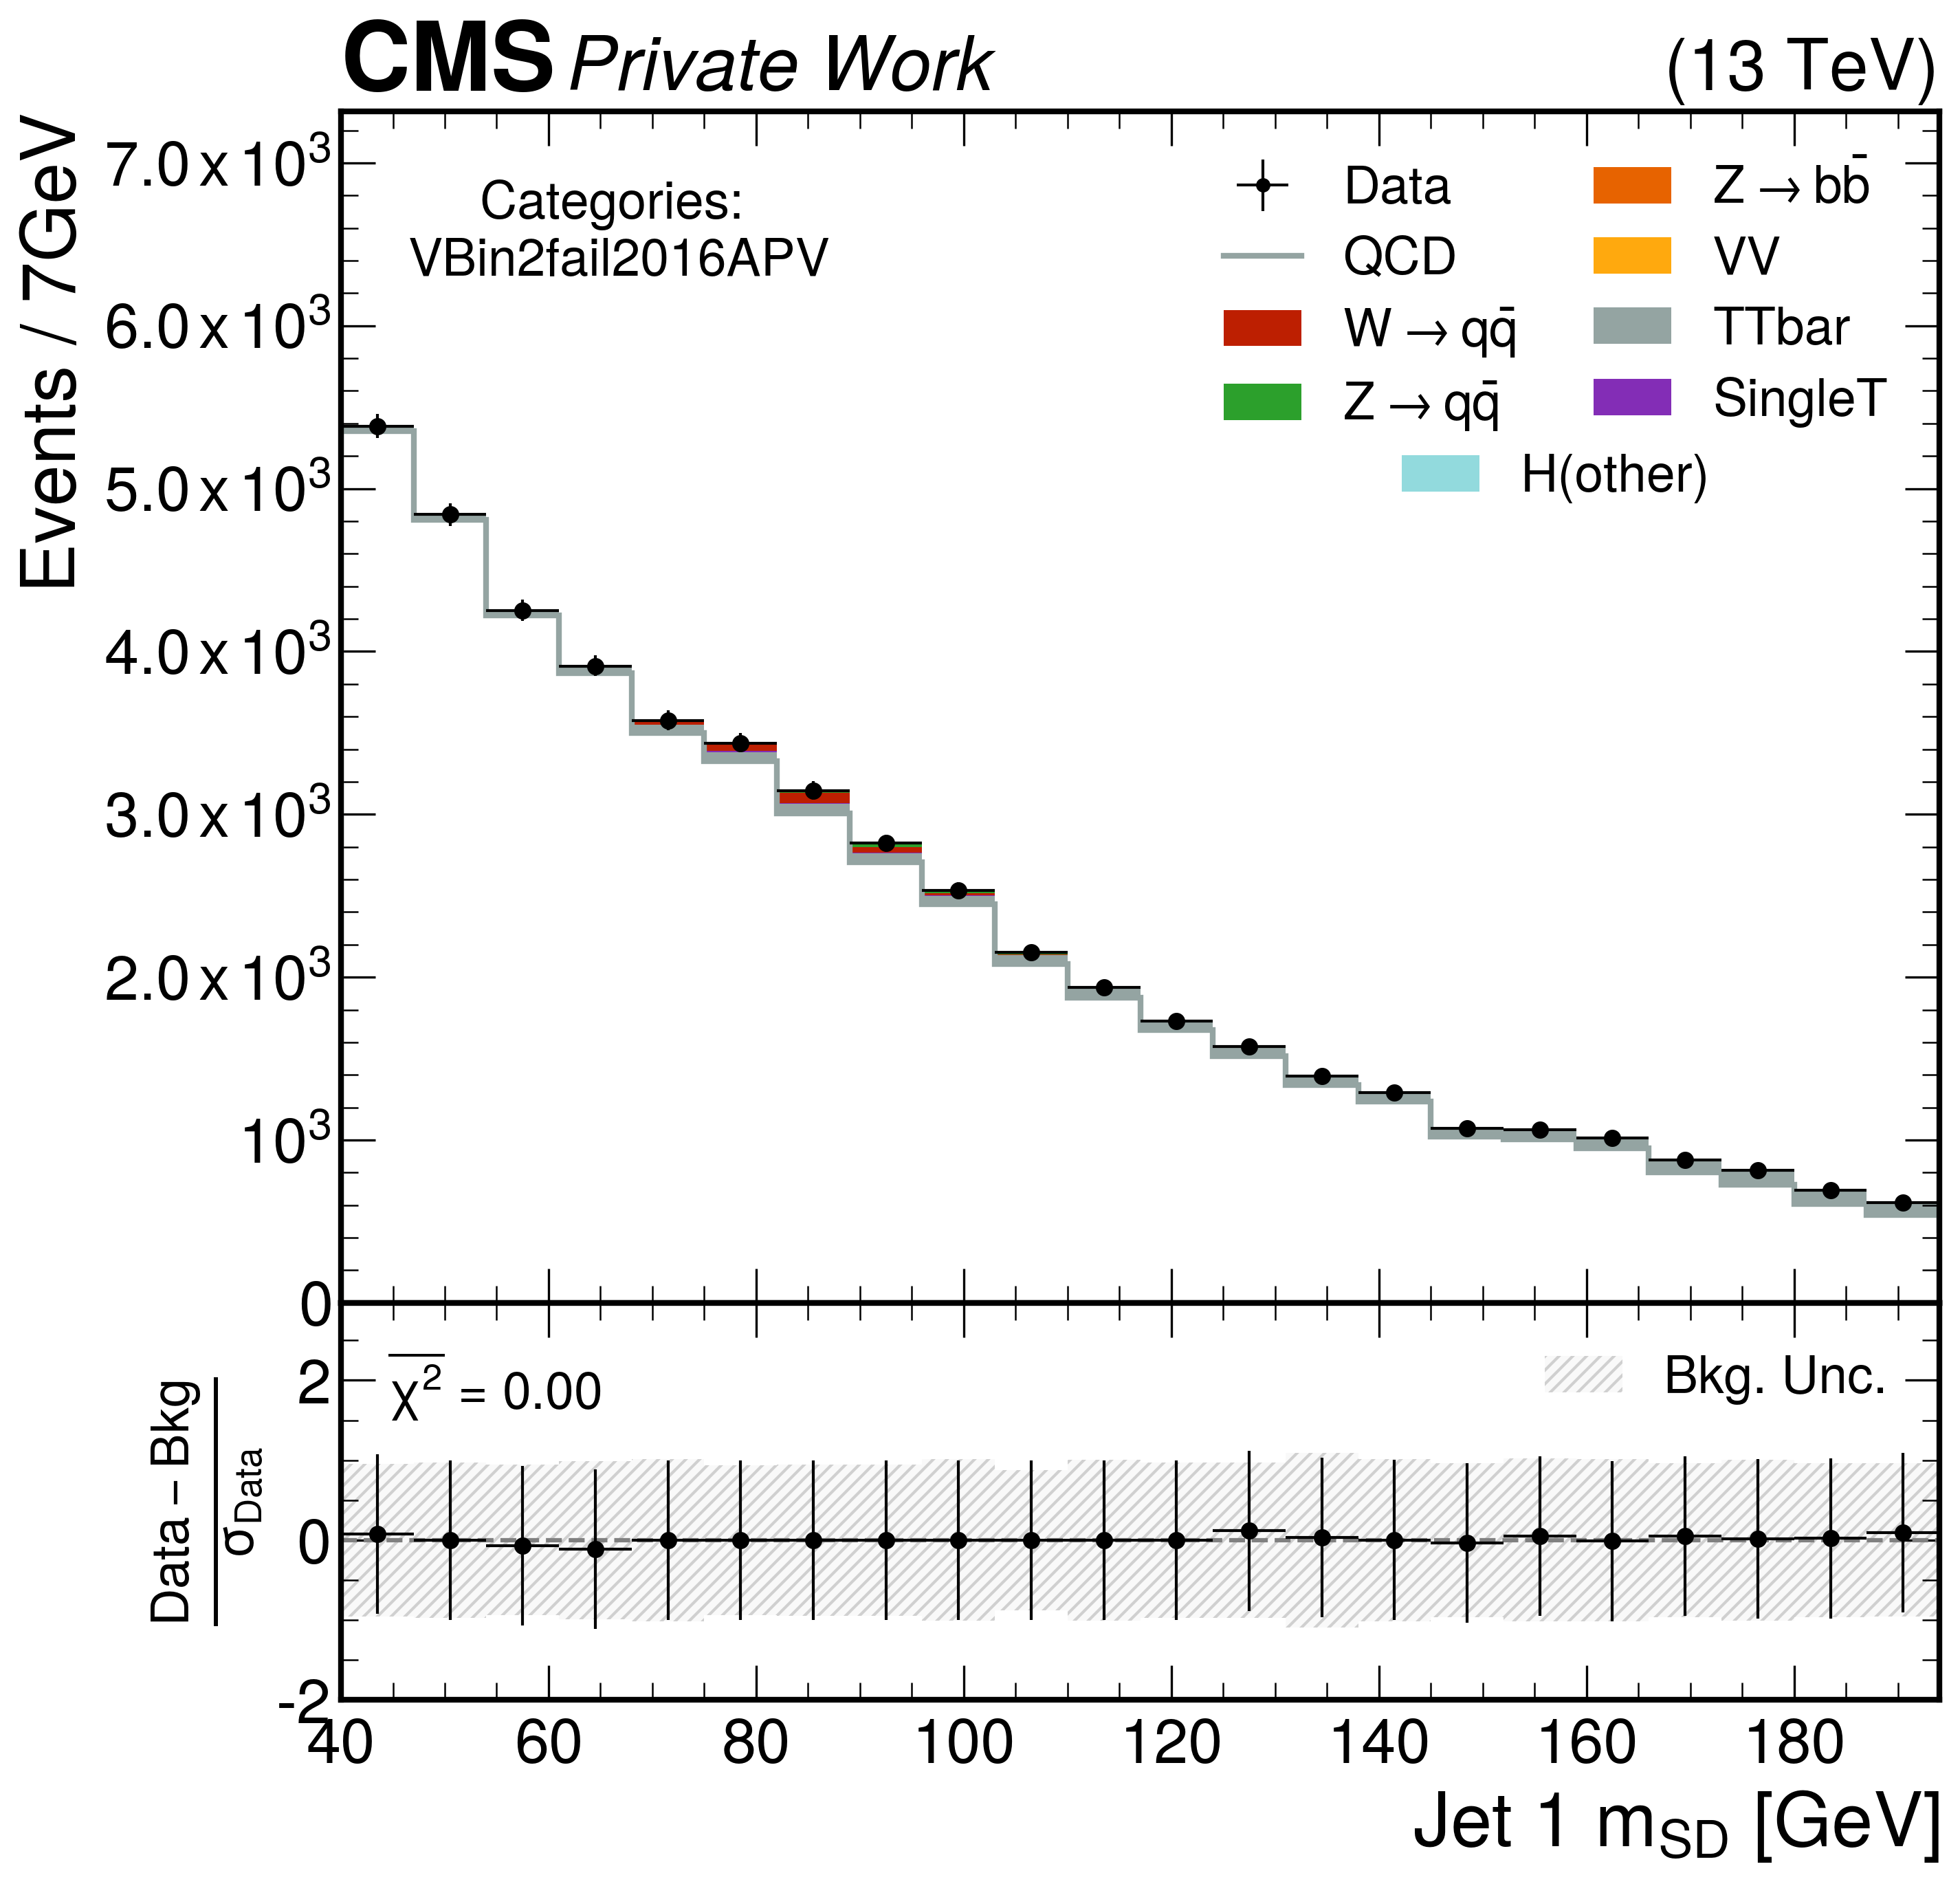 CMS Private Work (13 TeV)
Events / 7GeV
7.0 x 10³
6.0 x 10³
5.0 x 10³
4.0 x 10³
3.0 x 10³
2.0 x 10³
10³
0
Categories:
VBin2fail2016APV
Data
QCD
W → qq̄
Z → qq̄
Z → bb̄
VV
TTbar
SingleT
H(other)
Data – Bkg
σ_Data
2
0
-2
χ̅²̅ = 0.00
Bkg. Unc.
40 60 80 100 120 140 160 180
Jet 1 m_SD [GeV]